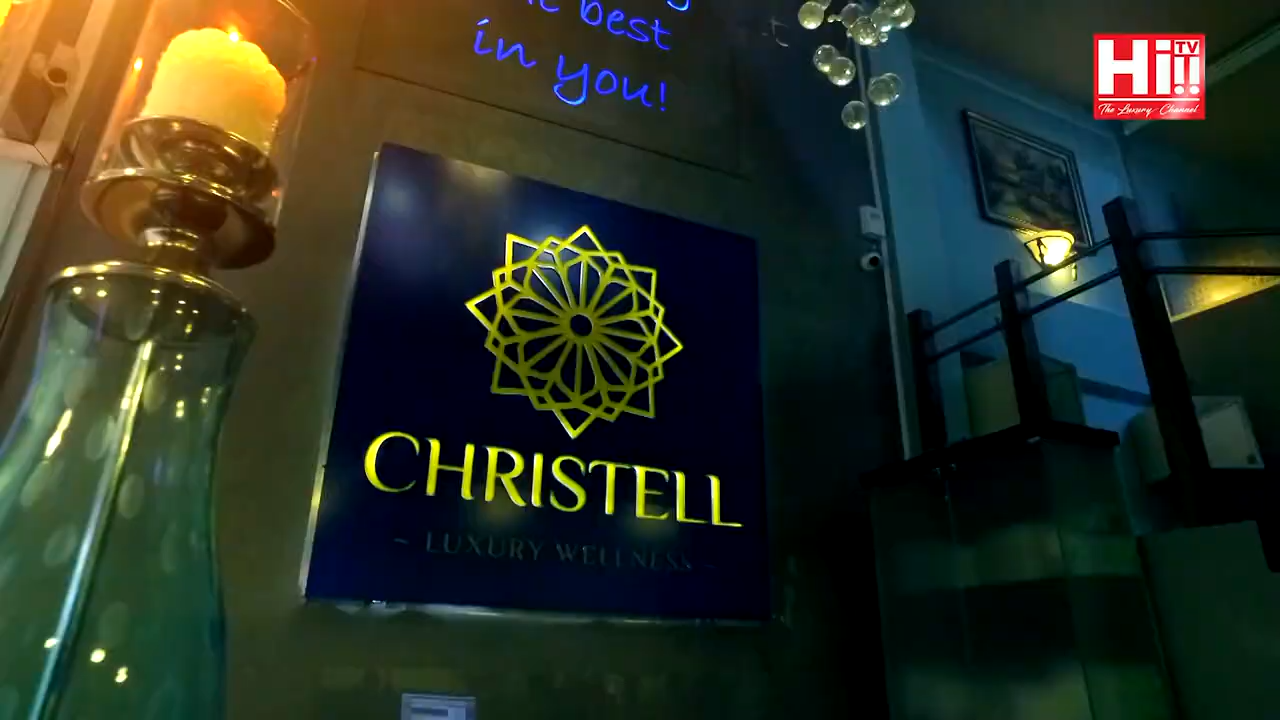 best
in you!
Hi!!
TV
The Luxury Channel
CHRISTELL
~ LUXURY WELLNESS ~